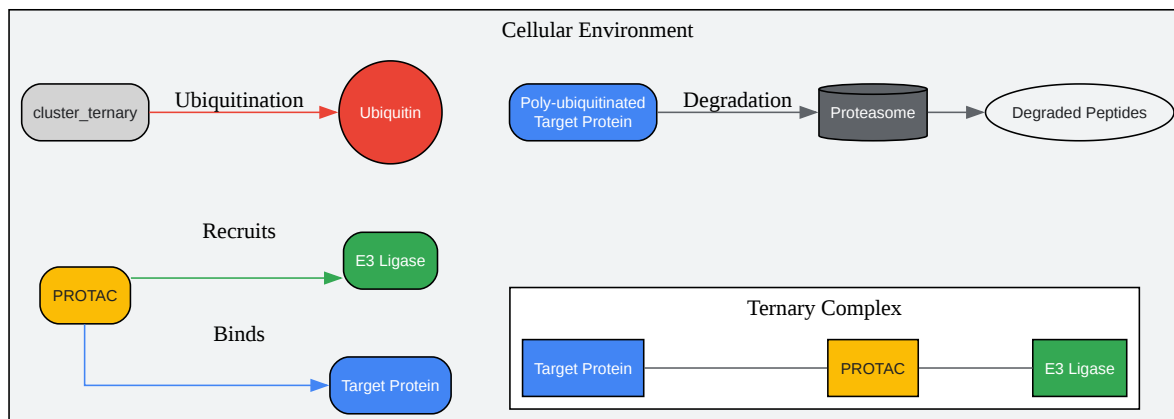 Cellular Environment
cluster_ternary
Ubiquitination
Ubiquitin
Poly-ubiquitinated
Target Protein
Degradation
Proteasome
Degraded Peptides
Recruits
E3 Ligase
PROTAC
Binds
Target Protein
Ternary Complex
Target Protein
PROTAC
E3 Ligase